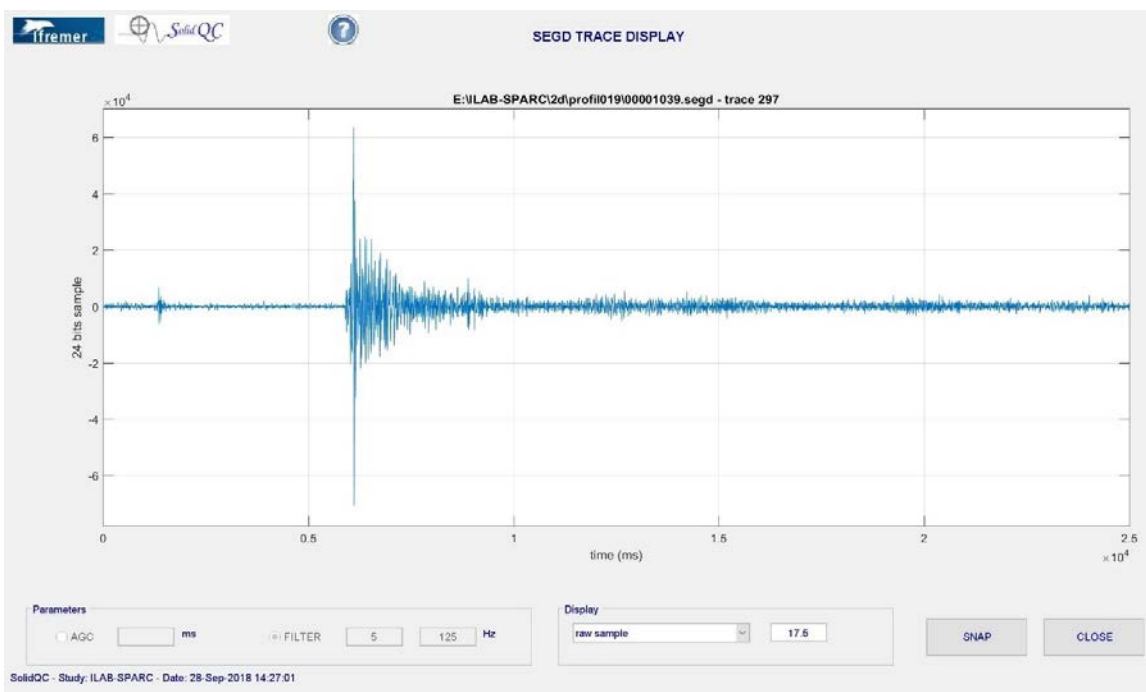 Ifremer
Solid QC
?
SEGD TRACE DISPLAY
E:\ILAB-SPARC\2d\profil019\00001039.segd - trace 297
×10⁴
6
4
2
0
-2
-4
-6
24 bits sample
0
0.5
1
1.5
2
2.5
time (ms)
×10⁴
Parameters
AGC
ms
FILTER
5
125
Hz
Display
raw sample
17.5
SNAP
CLOSE
SolidQC - Study: ILAB-SPARC - Date: 28-Sep-2018 14:27:01